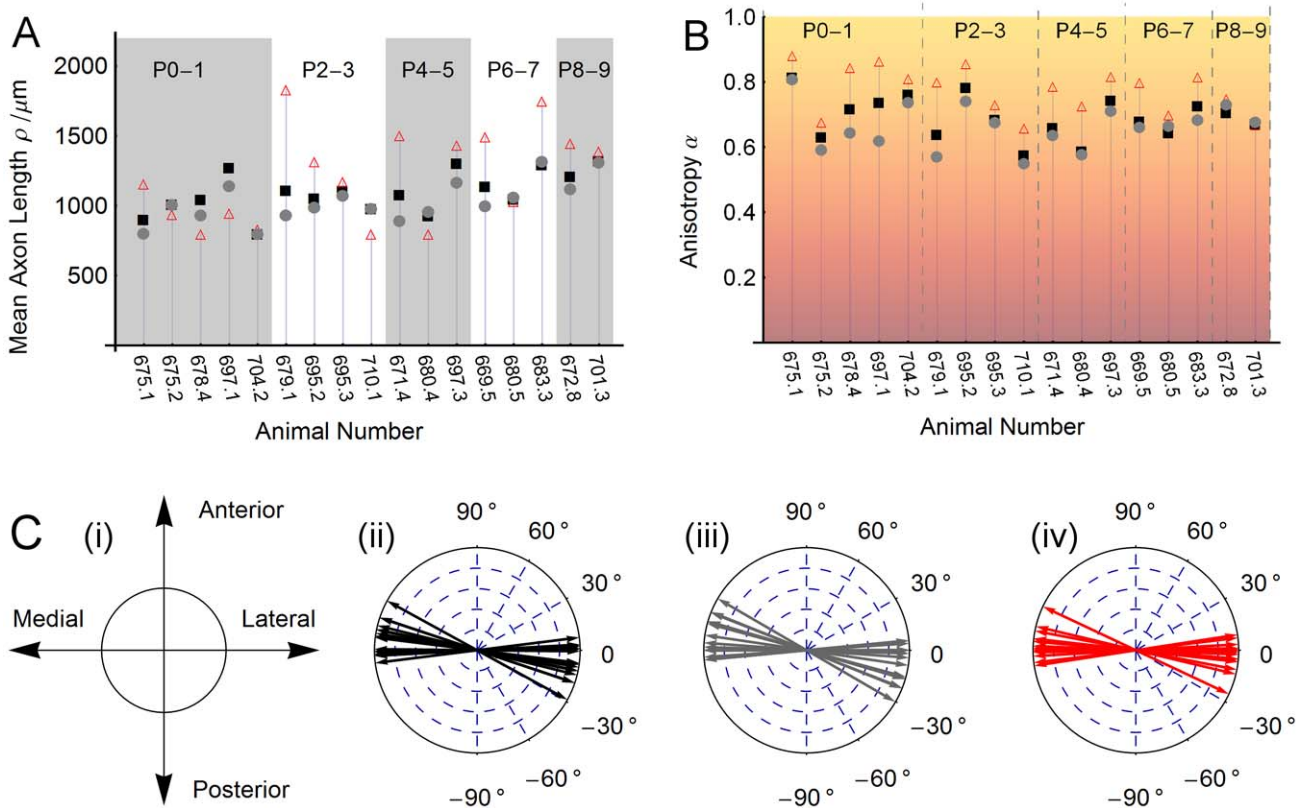 A
Mean Axon Length ρ /μm
2000
1500
1000
500
P0–1
P2–3
P4–5
P6–7
P8–9
675.1
675.2
678.4
697.1
704.2
679.1
695.2
695.3
710.1
671.4
680.4
697.3
669.5
680.5
683.3
672.8
701.3
Animal Number
B
Anisotropy α
1.0
0.8
0.6
0.4
0.2
P0–1
P2–3
P4–5
P6–7
P8–9
675.1
675.2
678.4
697.1
704.2
679.1
695.2
695.3
710.1
671.4
680.4
697.3
669.5
680.5
683.3
672.8
701.3
Animal Number
C
(i)
Anterior
Medial
Lateral
Posterior
(ii)
90°
60°
30°
0
−30°
−60°
−90°
(iii)
90°
60°
30°
0
−30°
−60°
−90°
(iv)
90°
60°
30°
0
−30°
−60°
−90°